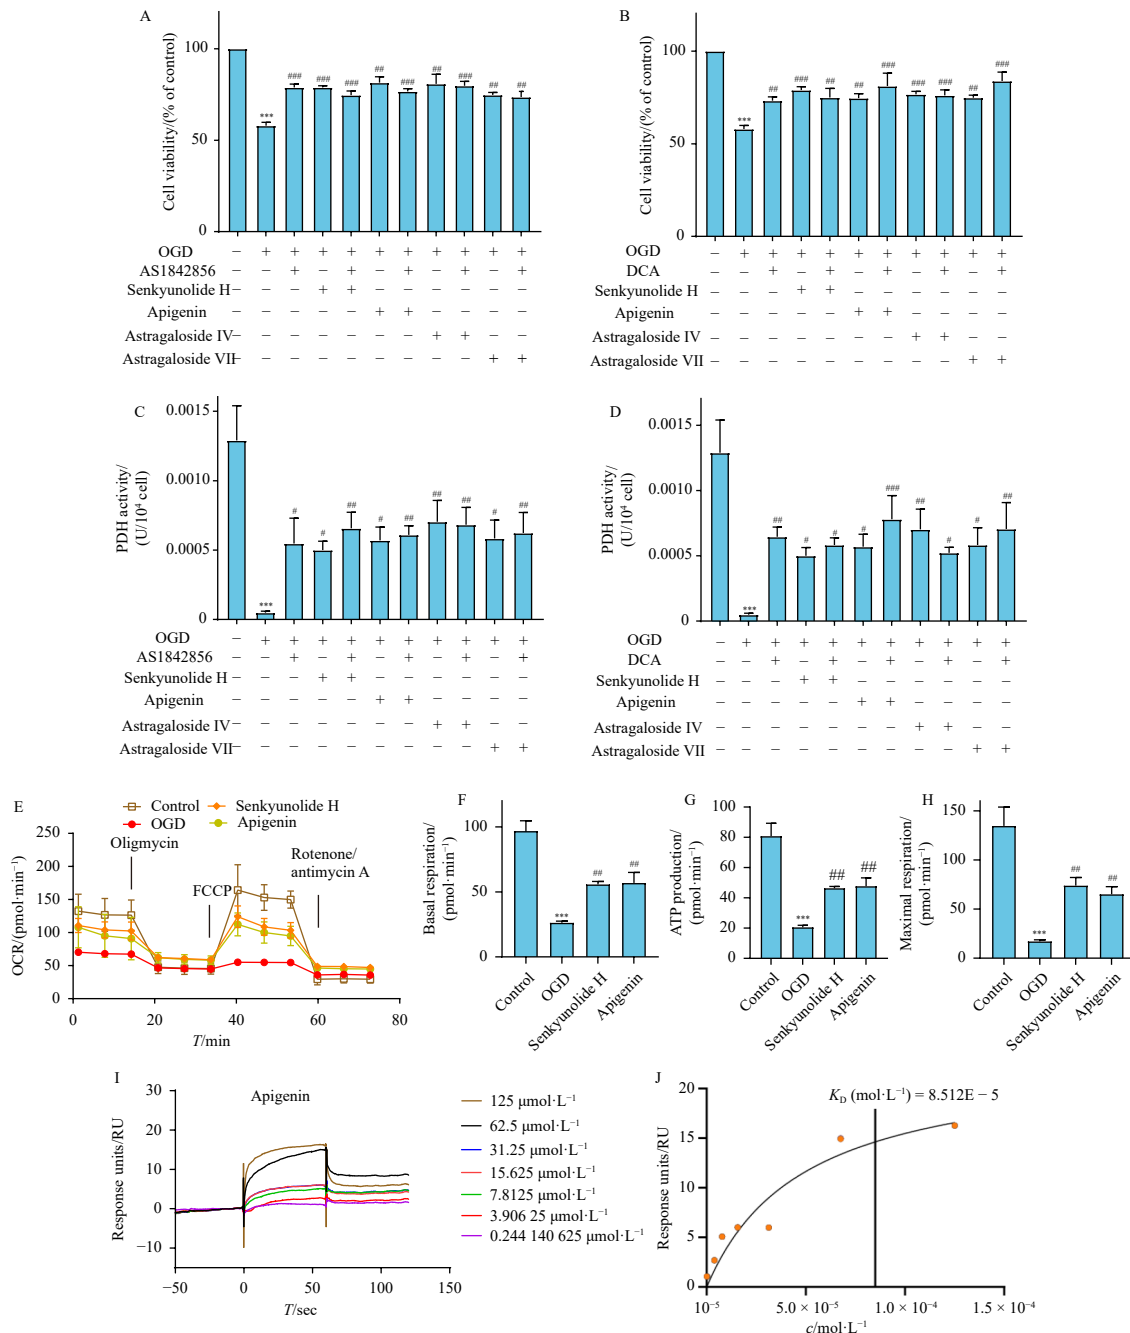 A
Cell viability/(% of control)
100
50
0
*** ### ### ### ## ### ## ### ## ##
OGD − + + + + + + + + + +
AS1842856 − − + − + − + − + − +
Senkyunolide H − − − + + − − − − − −
Apigenin − − − − − + + − − − −
Astragaloside IV − − − − − − − + + − −
Astragaloside VII − − − − − − − − − + +
B
Cell viability/(% of control)
100
50
0
*** ## ### ## ## ### ### ### ## ###
OGD − + + + + + + + + + +
DCA − − + − + − + − + − +
Senkyunolide H − − − + + − − − − − −
Apigenin − − − − − + + − − − −
Astragaloside IV − − − − − − − + + − −
Astragaloside VII − − − − − − − − − + +
C
PDH activity/
(U/10⁴ cell)
0.0015
0.0010
0.0005
0
*** # # ## # ## ## ## # ##
OGD − + + + + + + + + + +
AS1842856 − − + − + − + − + − +
Senkyunolide H − − − + + − − − − − −
Apigenin − − − − − + + − − − −
Astragaloside IV − − − − − − − + + − −
Astragaloside VII − − − − − − − − − + +
D
PDH activity/
(U/10⁴ cell)
0.0015
0.0010
0.0005
0
*** ## # # # ### ## # # ##
OGD − + + + + + + + + + +
DCA − − + − + − + − + − +
Senkyunolide H − − − + + − − − − − −
Apigenin − − − − − + + − − − −
Astragaloside IV − − − − − − − + + − −
Astragaloside VII − − − − − − − − − + +
E
Control
Senkyunolide H
OGD
Apigenin
OCR/(pmol·min⁻¹)
250
200
150
100
50
0
Oligmycin
FCCP
Rotenone/
antimycin A
0 20 40 60 80
T/min
F
Basal respiration/
(pmol·min⁻¹)
100
50
0
*** ## ##
Control
OGD
Senkyunolide H
Apigenin
G
ATP production/
(pmol·min⁻¹)
100
80
60
40
20
0
*** ## ##
Control
OGD
Senkyunolide H
Apigenin
H
Maximal respiration/
(pmol·min⁻¹)
150
100
50
0
*** ## ##
Control
OGD
Senkyunolide H
Apigenin
I
Apigenin
Response units/RU
30
20
10
0
−10
−50 0 50 100 150
T/sec
125 μmol·L⁻¹
62.5 μmol·L⁻¹
31.25 μmol·L⁻¹
15.625 μmol·L⁻¹
7.8125 μmol·L⁻¹
3.906 25 μmol·L⁻¹
0.244 140 625 μmol·L⁻¹
J
K_D (mol·L⁻¹) = 8.512E − 5
Response units/RU
20
15
10
5
0
10⁻⁵ 5.0 × 10⁻⁵ 1.0 × 10⁻⁴ 1.5 × 10⁻⁴
c/mol·L⁻¹